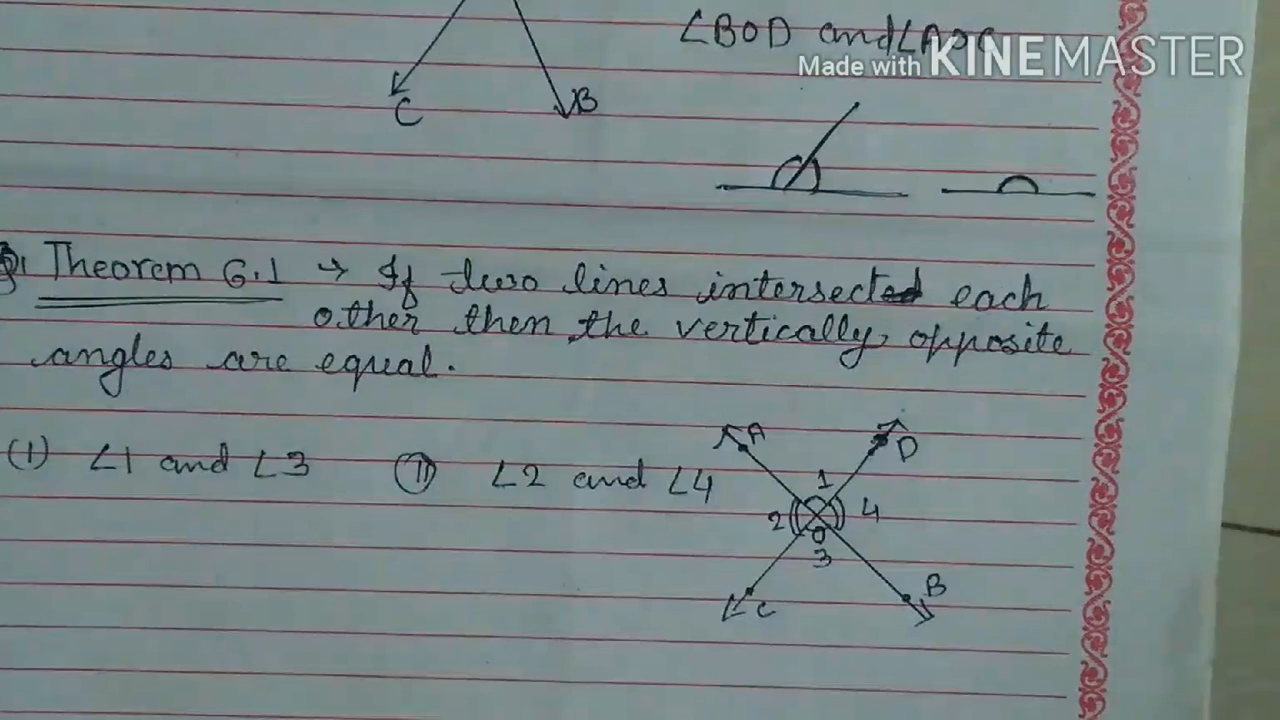 ∠BOD and ∠AOC
Made with KINEMASTER
C
B
Theorem 6.1 → If two lines intersected each
other then the vertically opposite
angles are equal.
(1) ∠1 and ∠3 (II) ∠2 and ∠4
A
D
1
2
4
O
3
C
B